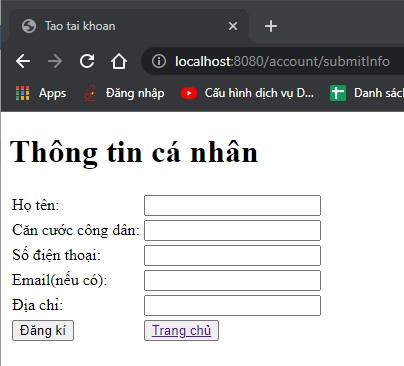 Tao tai khoan
localhost:8080/account/submitInfo
Apps Đăng nhập Cấu hình dịch vụ D... Danh sách
Thông tin cá nhân
Họ tên:
Căn cước công dân:
Số điện thoại:
Email(nếu có):
Địa chỉ:
Đăng kí Trang chủ